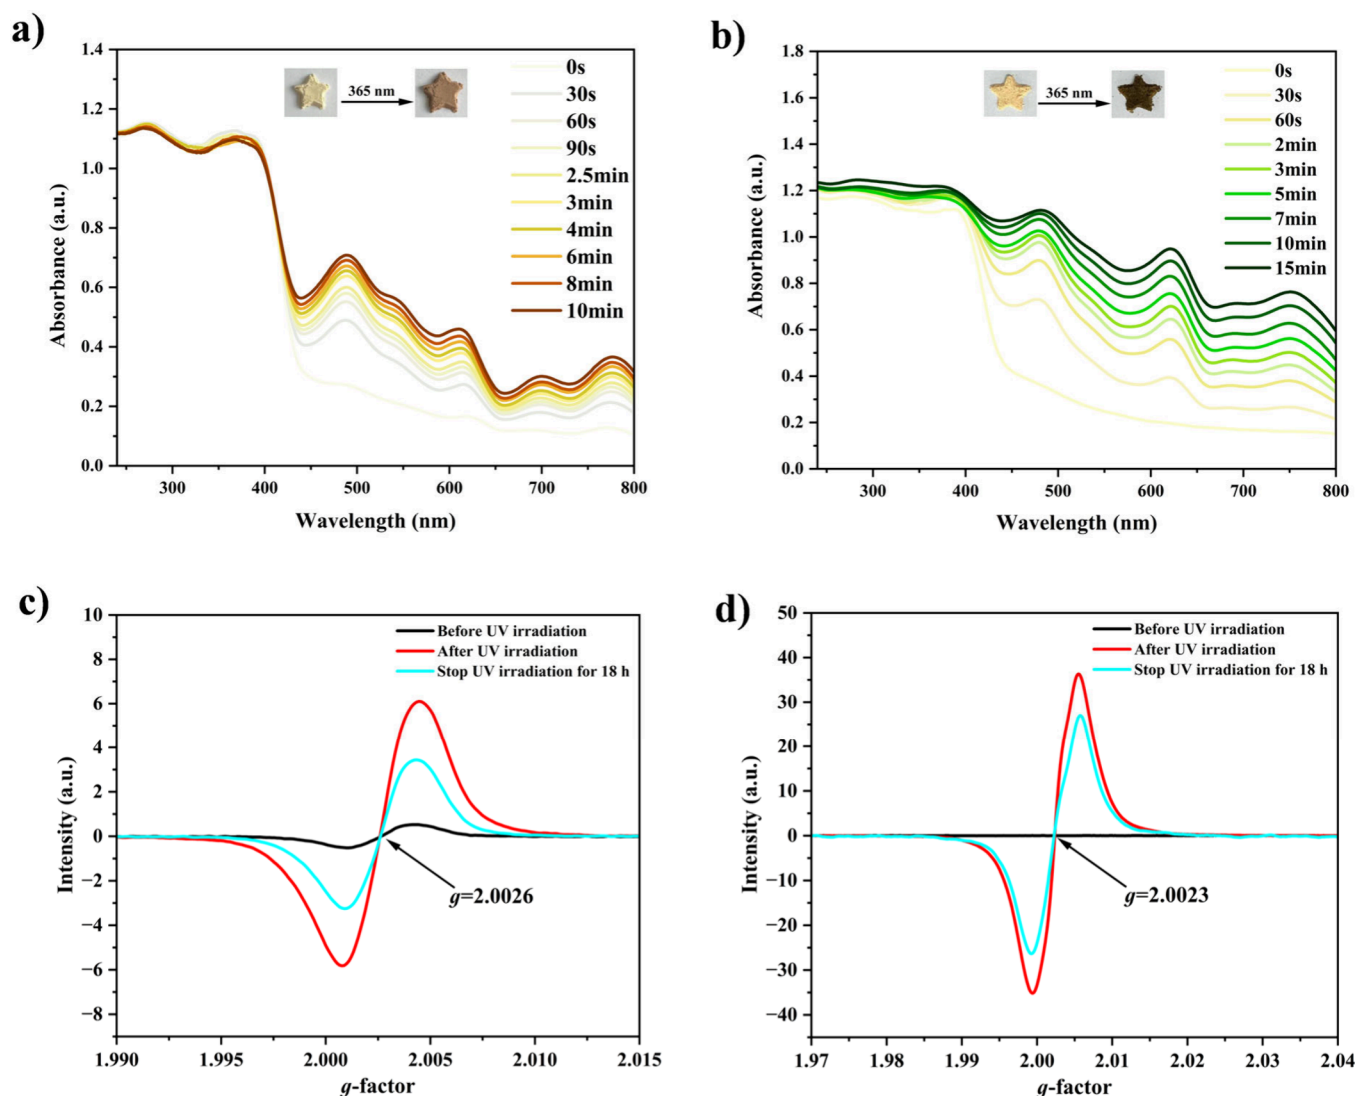 a)
1.4
1.2
1.0
0.8
0.6
0.4
0.2
0.0
Absorbance (a.u.)
300 400 500 600 700 800
Wavelength (nm)
365 nm
0s
30s
60s
90s
2.5min
3min
4min
6min
8min
10min
b)
1.8
1.6
1.4
1.2
1.0
0.8
0.6
0.4
0.2
0.0
Absorbance (a.u.)
300 400 500 600 700 800
Wavelength (nm)
365 nm
0s
30s
60s
2min
3min
5min
7min
10min
15min
c)
10
8
6
4
2
0
−2
−4
−6
−8
Intensity (a.u.)
1.990 1.995 2.000 2.005 2.010 2.015
g-factor
Before UV irradiation
After UV irradiation
Stop UV irradiation for 18 h
g=2.0026
d)
50
40
30
20
10
0
−10
−20
−30
−40
Intensity (a.u.)
1.97 1.98 1.99 2.00 2.01 2.02 2.03 2.04
g-factor
Before UV irradiation
After UV irradiation
Stop UV irradiation for 18 h
g=2.0023